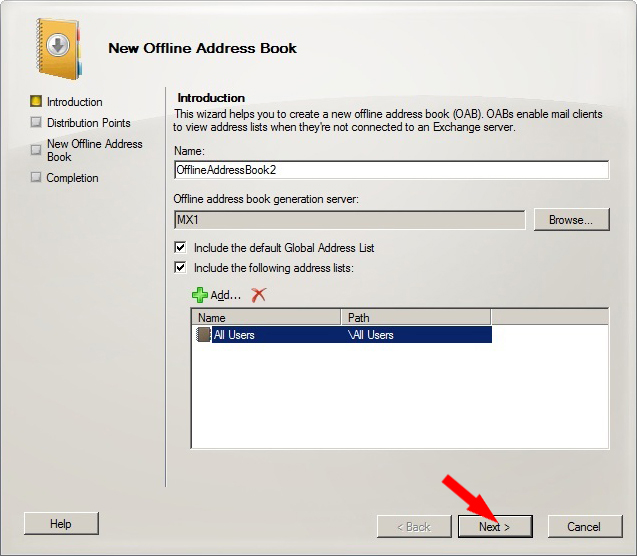 New Offline Address Book
Introduction
Distribution Points
New Offline Address
Book
Completion
Introduction
This wizard helps you to create a new offline address book (OAB). OABs enable mail clients
to view address lists when they're not connected to an Exchange server.
Name:
OfflineAddressBook2
Offline address book generation server:
MX1
Browse...
Include the default Global Address List
Include the following address lists:
Add...
Name Path
All Users \All Users
Help
< Back
Next >
Cancel